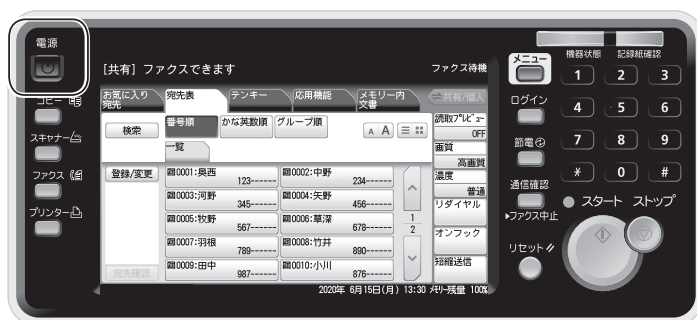 電源
コピー
スキャナー
ファクス
プリンター
[共有] ファクスできます
ファクス待機
お気に入り宛先
宛先表
テンキー
応用機能
メモリー内文書
共有/個人
検索
番号順
かな英数順
グループ順
A A
一覧
読取プレビュー
OFF
画質
高画質
濃度
普通
リダイヤル
オンフック
短縮送信
登録/変更
0001:奥西
123------
0002:中野
234------
0003:河野
345------
0004:矢野
456------
0005:牧野
567------
0006:草深
678------
0007:羽根
789------
0008:竹井
890------
0009:田中
987------
0010:小川
876------
1
2
宛先確認
2020年 6月15日(月) 13:30 メモリー残量 100%
メニュー
ログイン
節電
通信確認
▶ファクス中止
リセット
機器状態
記録紙確認
1 2 3
4 5 6
7 8 9
* 0 #
スタート
ストップ